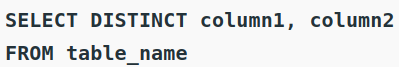 SELECT DISTINCT column1, column2
FROM table_name